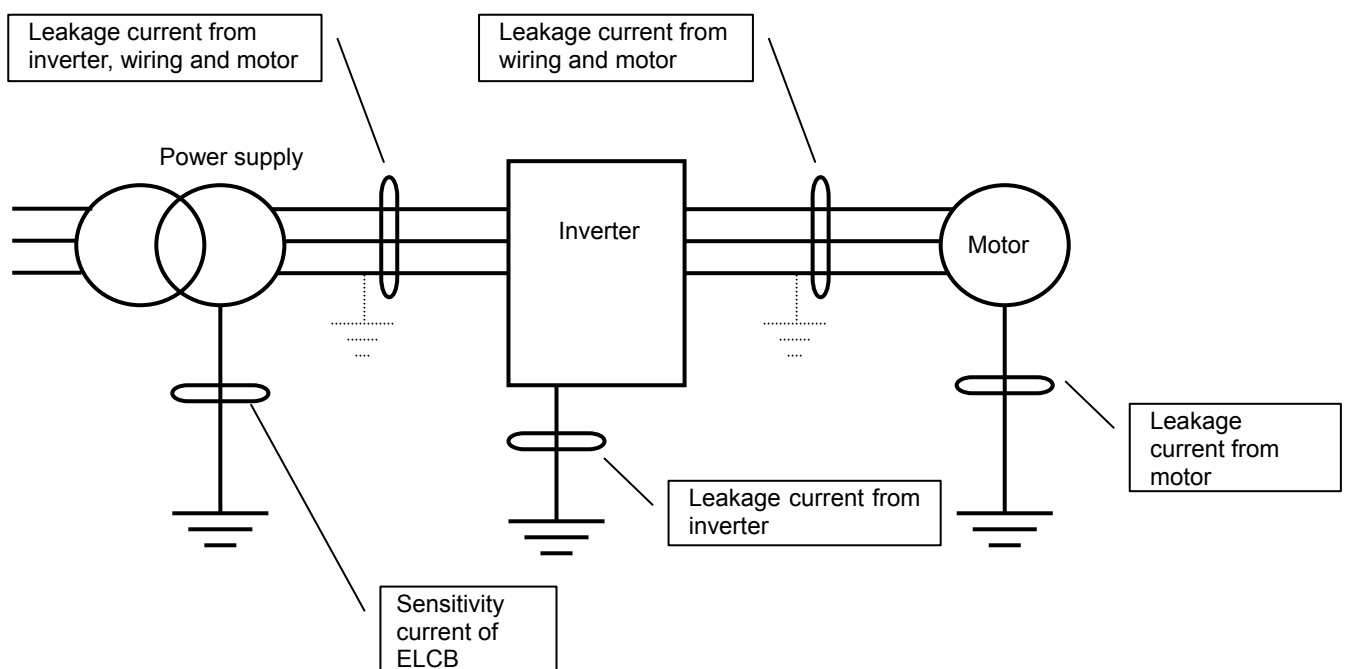 Leakage current from
inverter, wiring and motor
Leakage current from
wiring and motor
Power supply
Inverter
Motor
Leakage
current from
motor
Leakage current from
inverter
Sensitivity
current of
ELCB